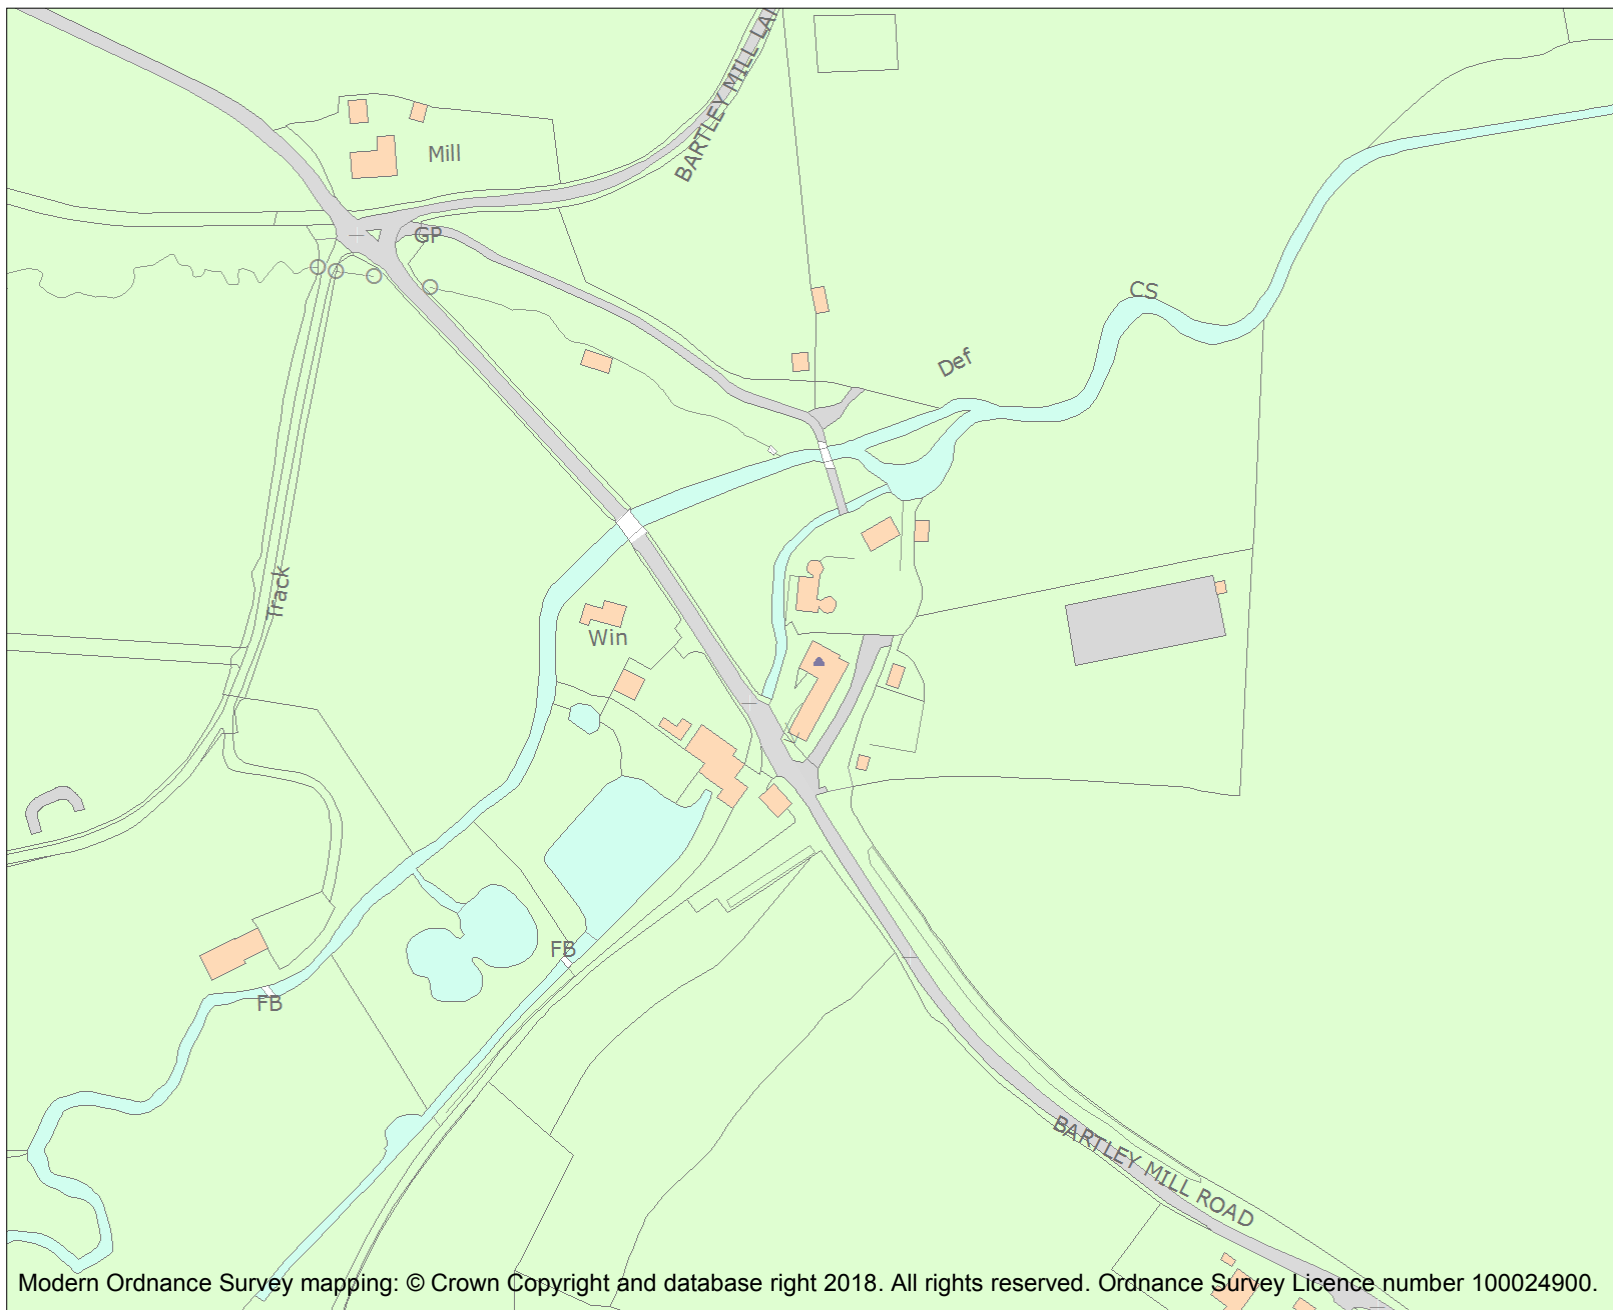 BARTLEY MILL LA
Mill
GP
CS
Def
Track
Win
FB
FB
BARTLEY MILL ROAD
Modern Ordnance Survey mapping: © Crown Copyright and database right 2018. All rights reserved. Ordnance Survey Licence number 100024900.